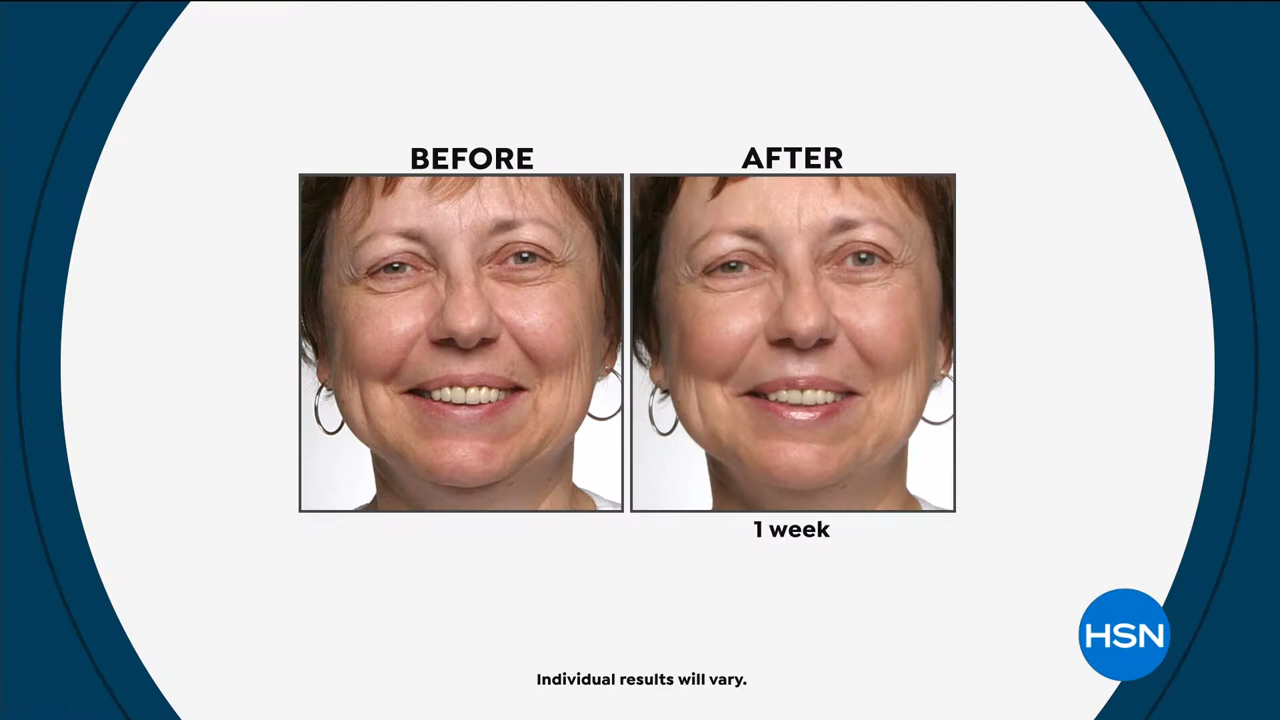 BEFORE
AFTER
1 week
HSN
Individual results will vary.